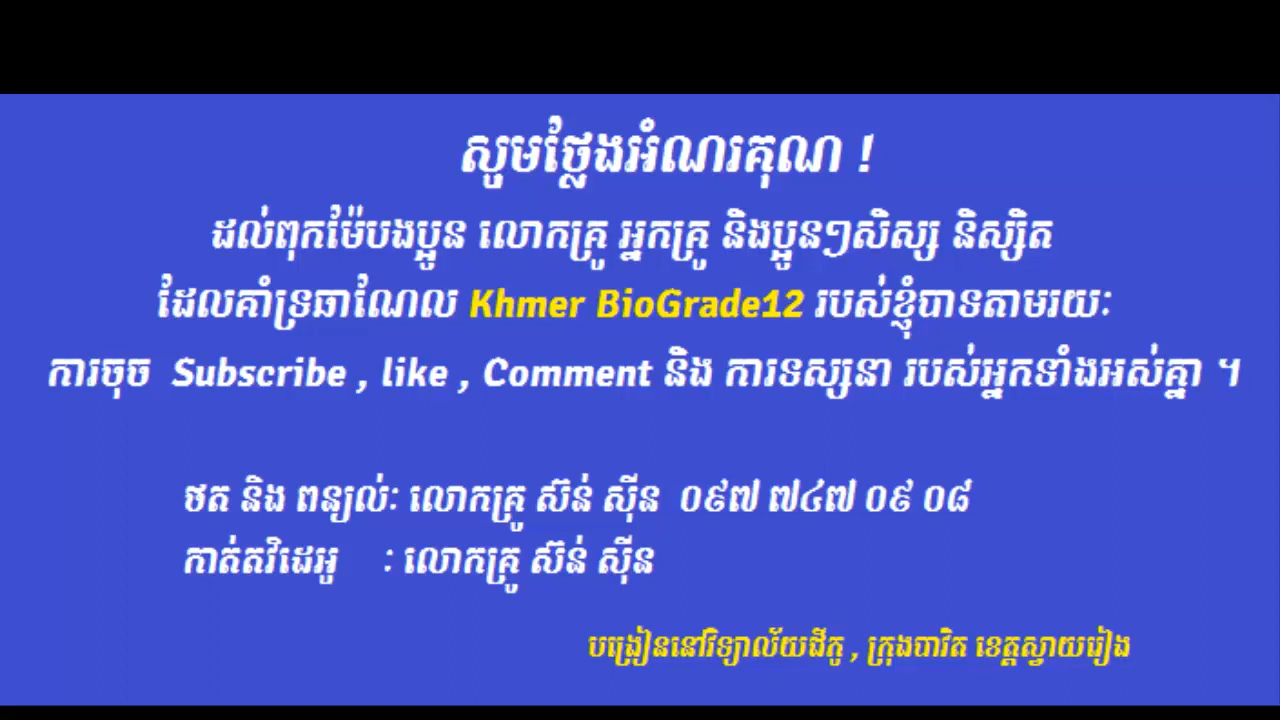 សូមថ្លែងអំណរគុណ !
ដល់ពុកម៉ែបងប្អូន លោកគ្រូ អ្នកគ្រូ និងប្អូនៗសិស្ស និស្សិត
ដែលគាំទ្រឆាណែល Khmer BioGrade12 របស់ខ្ញុំបាទតាមរយៈ
ការចុច Subscribe , like , Comment និង ការទស្សនា របស់អ្នកទាំងអស់គ្នា ។
ថត និង ពន្យល់ៈ លោកគ្រូ ស៊ន់ ស៊ីន ០៩៧ ៧៤៧ ០៩ ០៨
កាត់តវិដេអូ ៈ លោកគ្រូ ស៊ន់ ស៊ីន
បង្រៀននៅវិទ្យាល័យជីភូ , ក្រុងបាវិត ខេត្តស្វាយរៀង